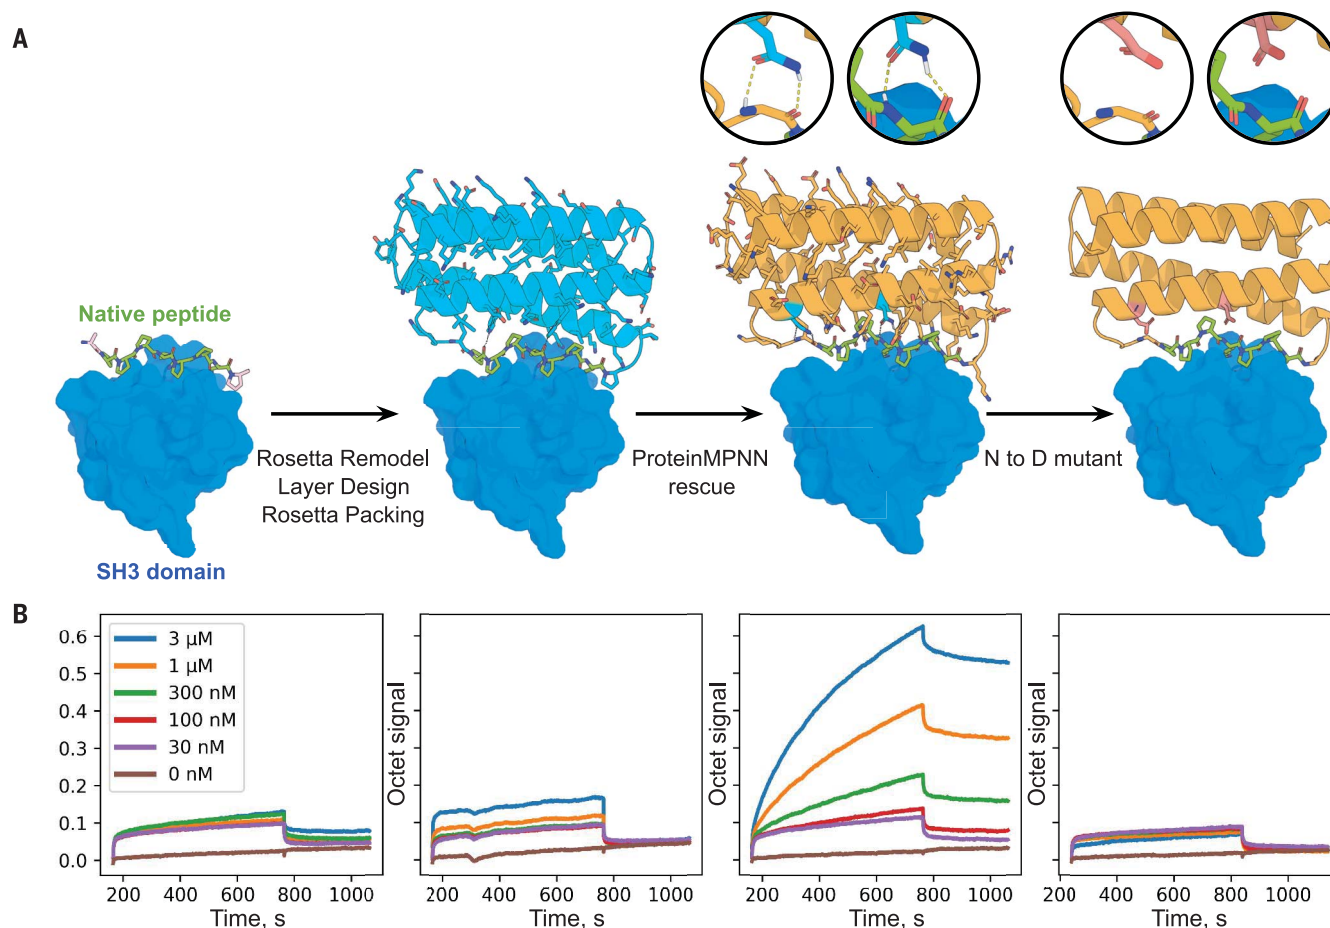 A
Native peptide
SH3 domain
Rosetta Remodel
Layer Design
Rosetta Packing
ProteinMPNN
rescue
N to D mutant
B
0.6
0.5
0.4
0.3
0.2
0.1
0.0
3 µM
1 µM
300 nM
100 nM
30 nM
0 nM
200 400 600 800 1000
Time, s
Octet signal
200 400 600 800 1000
Time, s
Octet signal
200 400 600 800 1000
Time, s
Octet signal
400 600 800 1000
Time, s